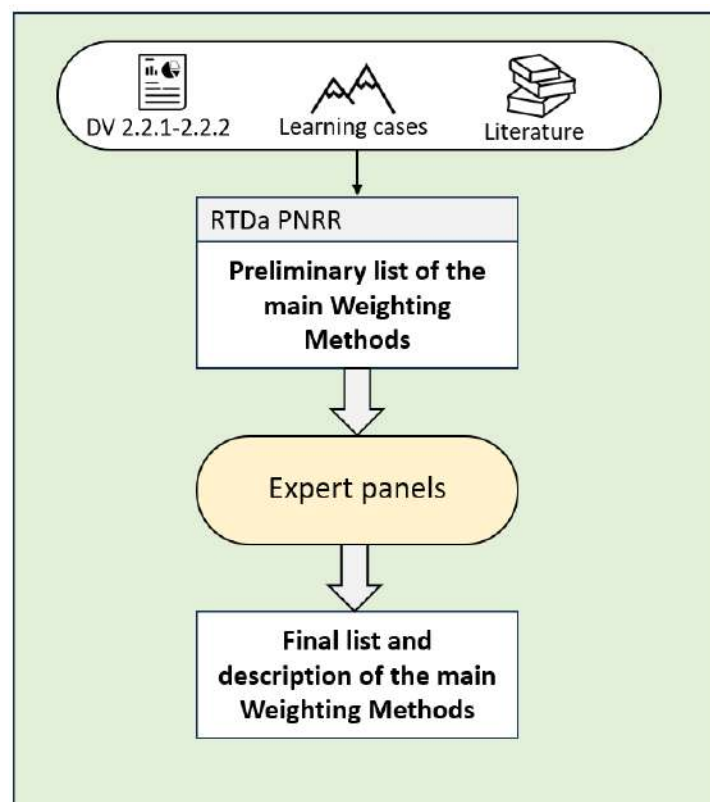 DV 2.2.1-2.2.2
Learning cases
Literature
RTDa PNRR
Preliminary list of the
main Weighting
Methods
Expert panels
Final list and
description of the main
Weighting Methods